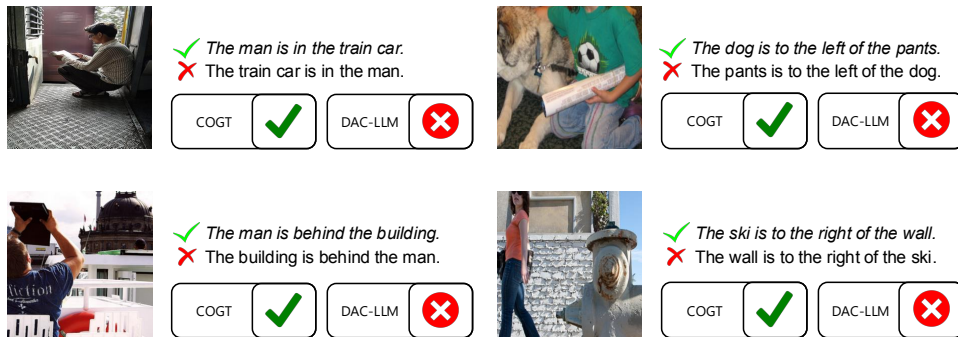 The man is in the train car.
The train car is in the man.
COGT DAC-LLM
The dog is to the left of the pants.
The pants is to the left of the dog.
COGT DAC-LLM
The man is behind the building.
The building is behind the man.
COGT DAC-LLM
The ski is to the right of the wall.
The wall is to the right of the ski.
COGT DAC-LLM
liction